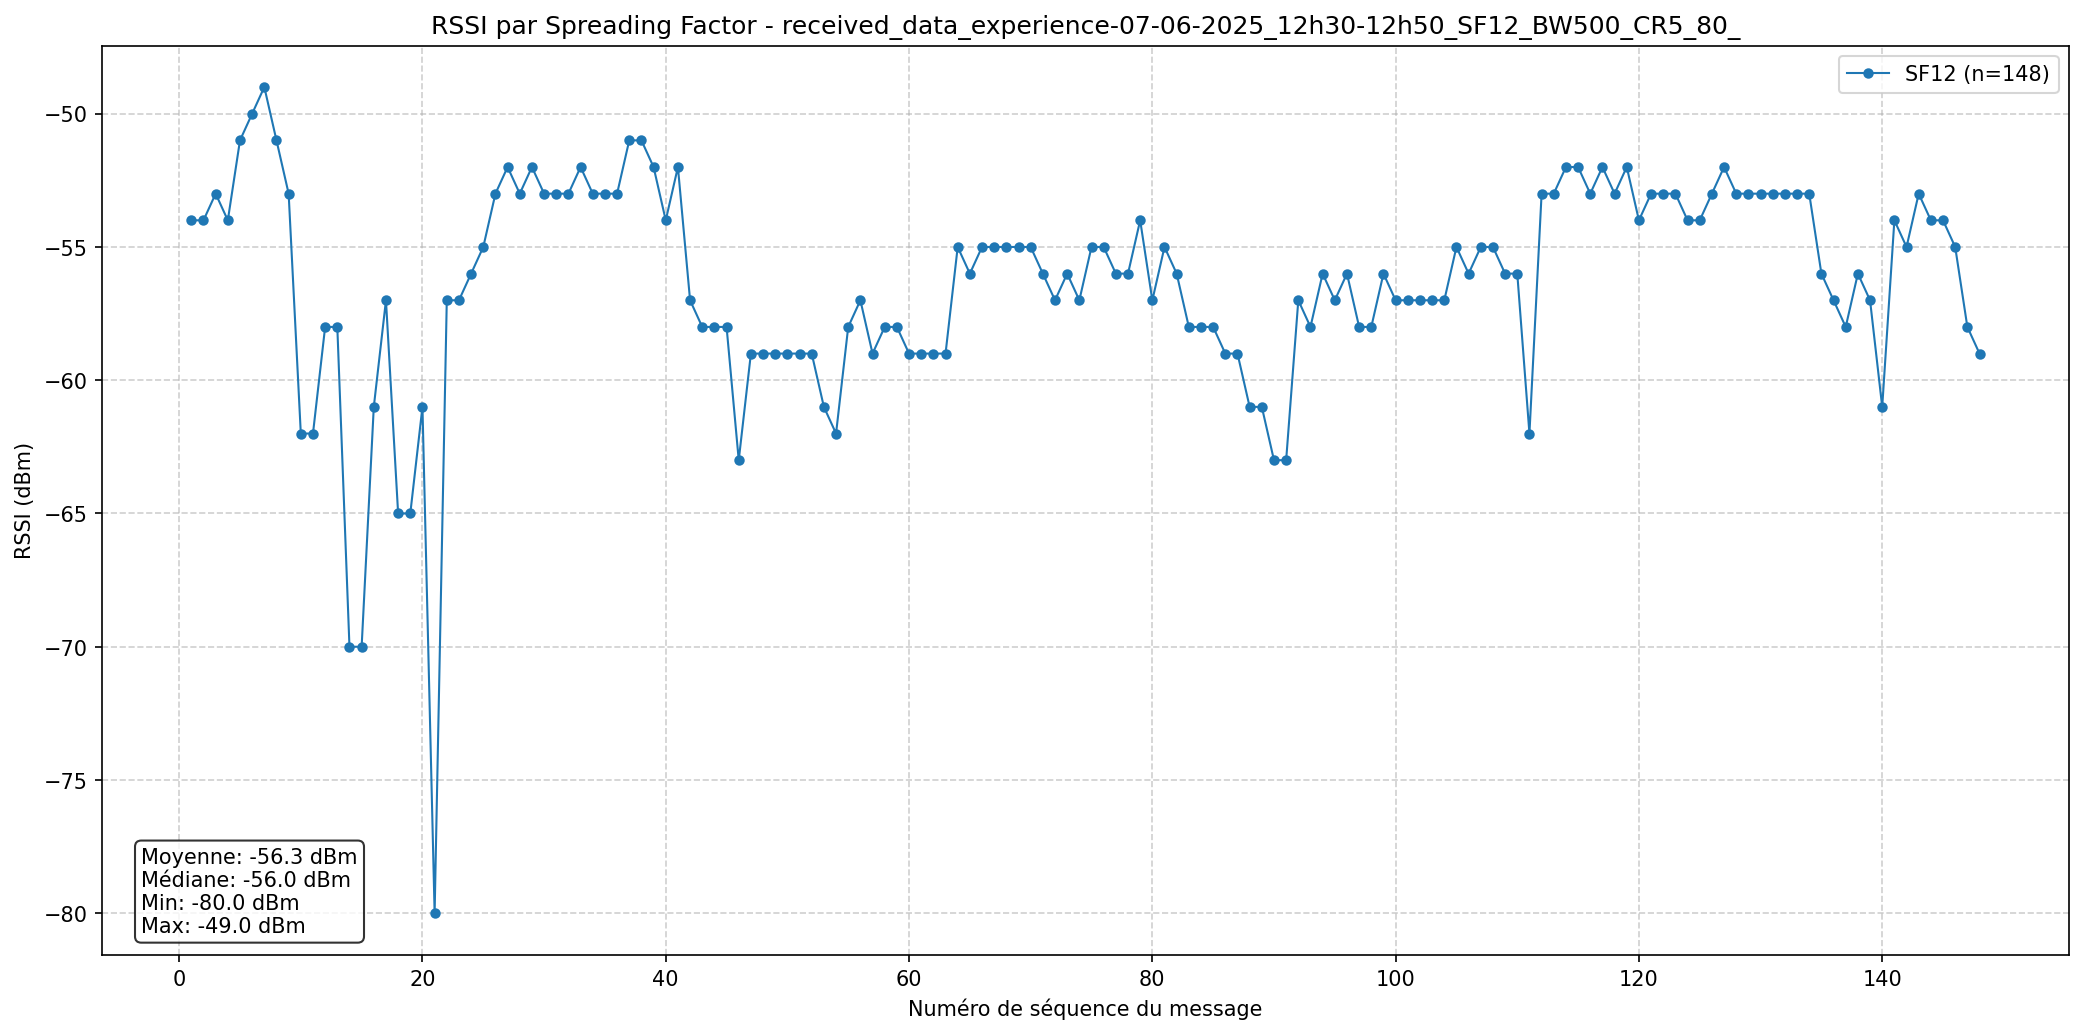 RSSI par Spreading Factor - received_data_experience-07-06-2025_12h30-12h50_SF12_BW500_CR5_80_
SF12 (n=148)
RSSI (dBm)
−50
−55
−60
−65
−70
−75
−80
Moyenne: -56.3 dBm
Médiane: -56.0 dBm
Min: -80.0 dBm
Max: -49.0 dBm
0 20 40 60 80 100 120 140
Numéro de séquence du message